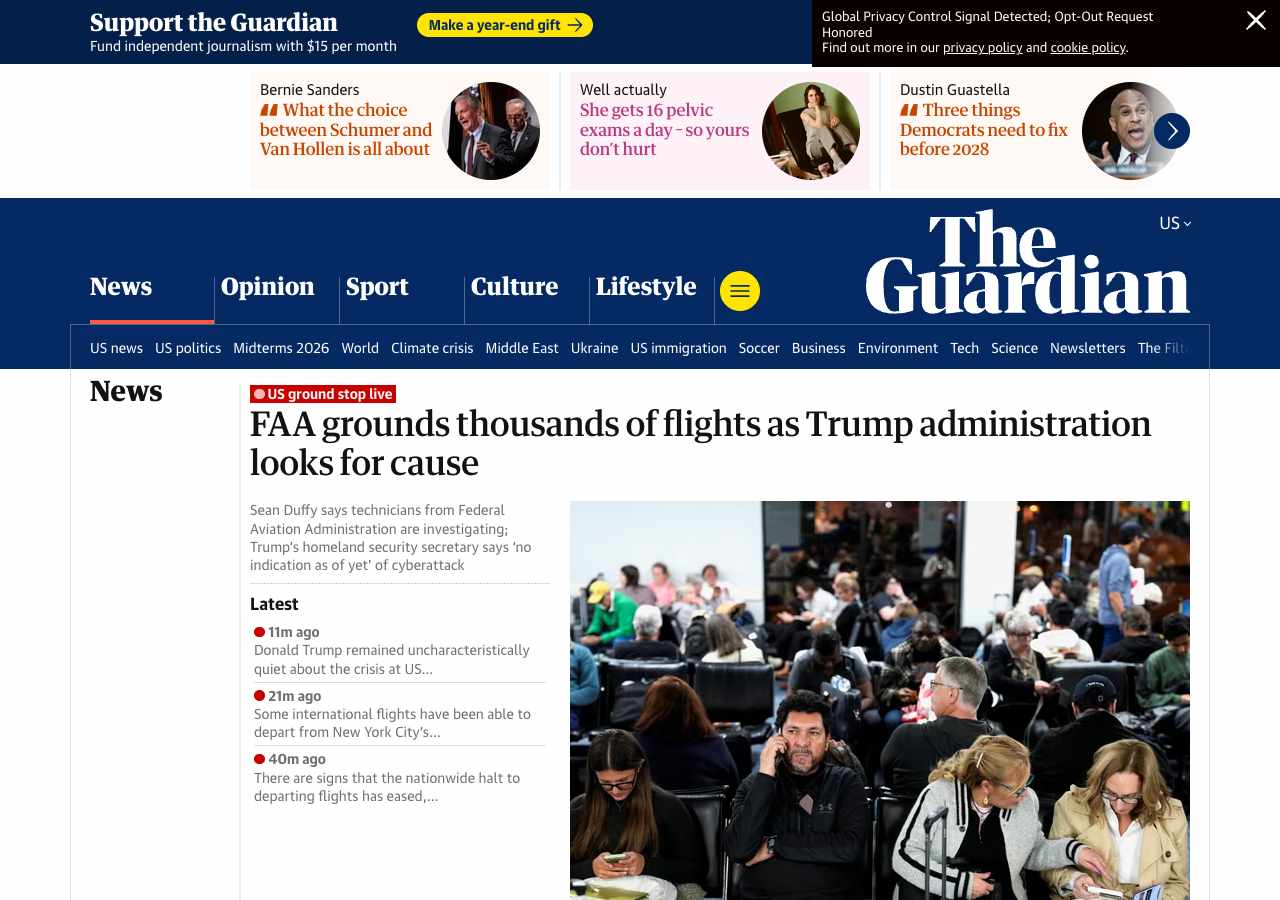 Support the Guardian
Fund independent journalism with $15 per month
Make a year-end gift
Global Privacy Control Signal Detected; Opt-Out Request
Honored
Find out more in our privacy policy and cookie policy.
Bernie Sanders
What the choice
between Schumer and
Van Hollen is all about
Well actually
She gets 16 pelvic
exams a day – so yours
don’t hurt
Dustin Guastella
Three things
Democrats need to fix
before 2028
The
Guardian
US
News
Opinion
Sport
Culture
Lifestyle
US news US politics Midterms 2026 World Climate crisis Middle East Ukraine US immigration Soccer Business Environment Tech Science Newsletters The Filt
News
US ground stop live
FAA grounds thousands of flights as Trump administration
looks for cause
Sean Duffy says technicians from Federal
Aviation Administration are investigating;
Trump’s homeland security secretary says ‘no
indication as of yet’ of cyberattack
Latest
11m ago
Donald Trump remained uncharacteristically
quiet about the crisis at US...
21m ago
Some international flights have been able to
depart from New York City’s...
40m ago
There are signs that the nationwide halt to
departing flights has eased,...